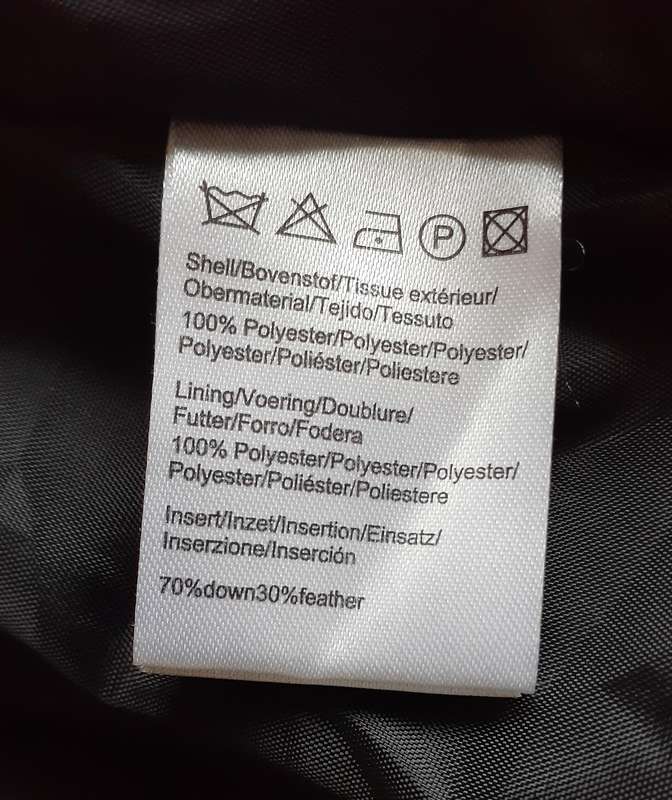 P
Shell/Bovenstof/Tissue extérieur/
Obermaterial/Tejido/Tessuto
100% Polyester/Polyester/Polyester/
Polyester/Poliéster/Poliestere
Lining/Voering/Doublure/
Futter/Forro/Fodera
100% Polyester/Polyester/Polyester/
Polyester/Poliéster/Poliestere
Insert/Inzet/Insertion/Einsatz/
Inserzione/Inserción
70%down30%feather